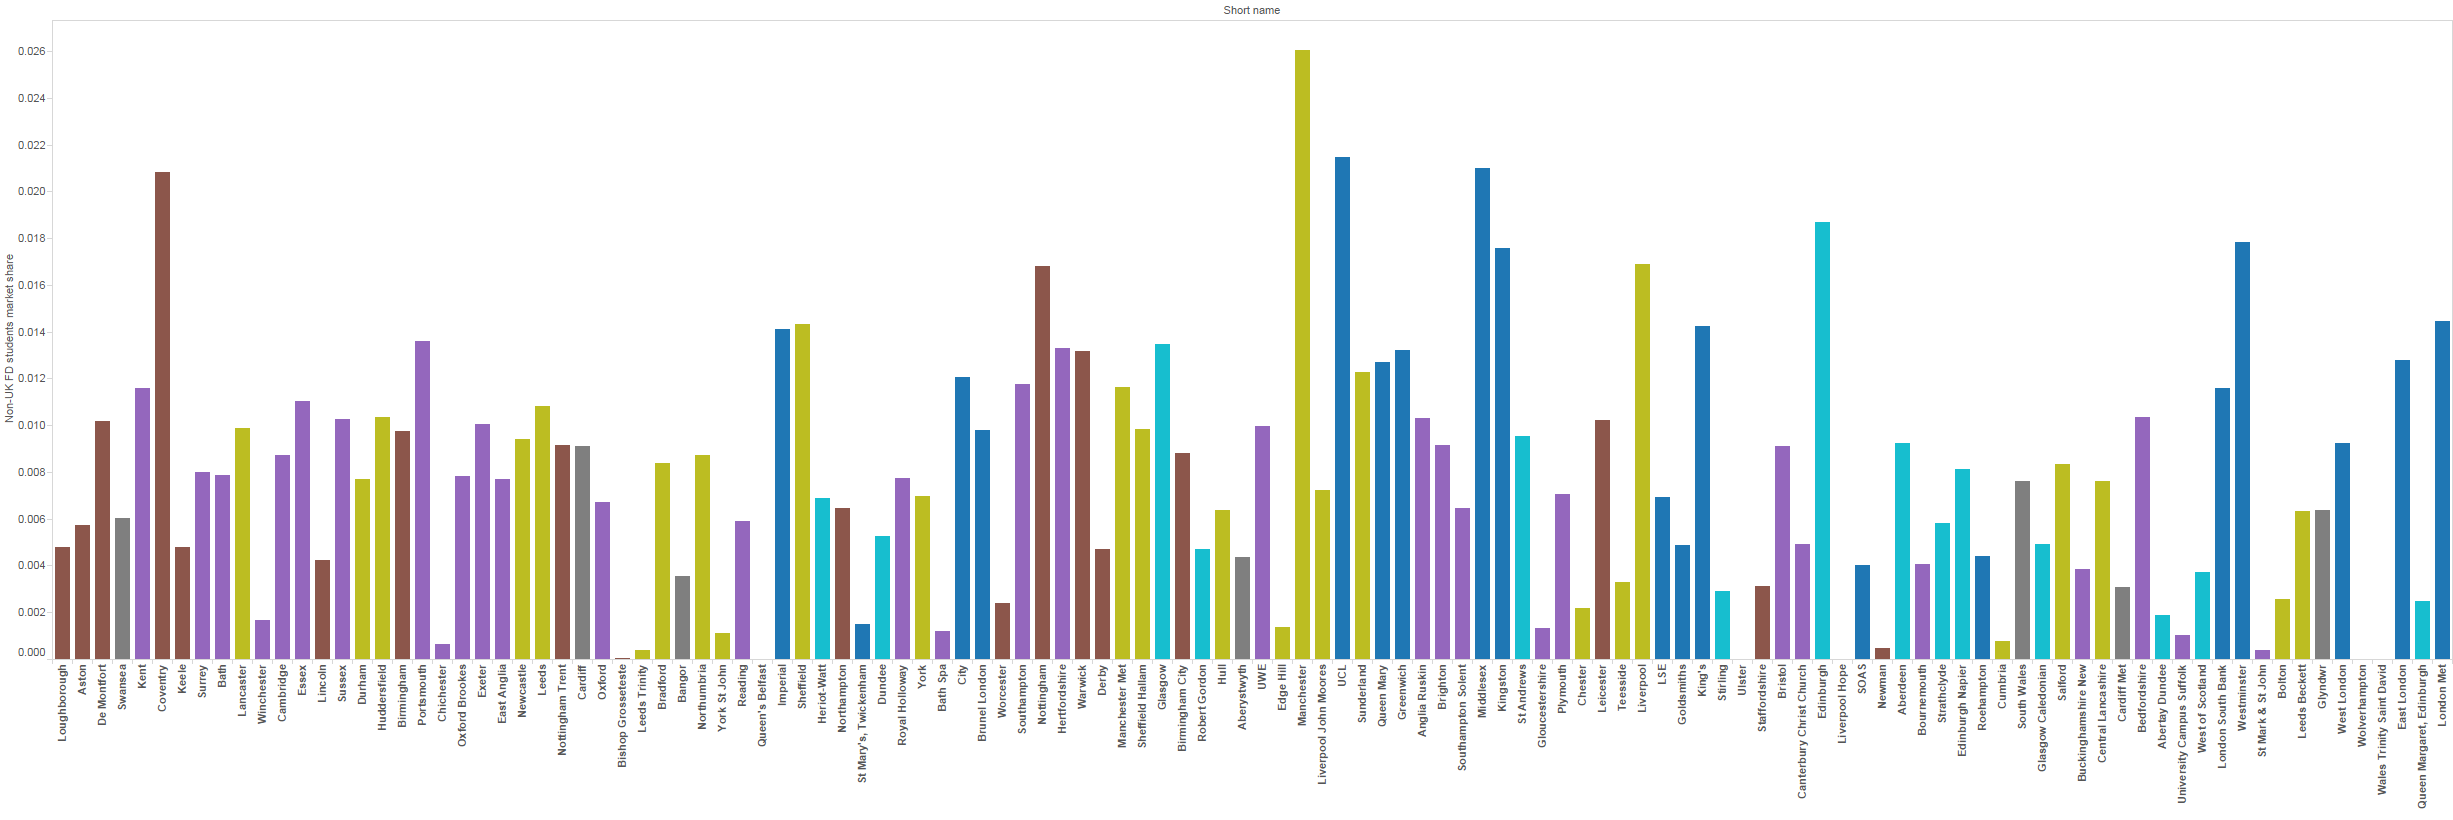 Short name
Non-UK FD students market share
0.026
0.024
0.022
0.020
0.018
0.016
0.014
0.012
0.010
0.008
0.006
0.004
0.002
0.000
Loughborough
Aston
De Montfort
Swansea
Kent
Coventry
Keele
Surrey
Bath
Lancaster
Winchester
Cambridge
Essex
Lincoln
Sussex
Durham
Huddersfield
Birmingham
Portsmouth
Chichester
Oxford Brookes
Exeter
East Anglia
Newcastle
Leeds
Nottingham Trent
Cardiff
Oxford
Bishop Grosseteste
Leeds Trinity
Bradford
Bangor
Northumbria
York St John
Reading
Queen's Belfast
Imperial
Sheffield
Heriot-Watt
Northampton
St Mary's, Twickenham
Dundee
Royal Holloway
York
Bath Spa
City
Brunel London
Worcester
Southampton
Nottingham
Hertfordshire
Warwick
Derby
Manchester Met
Sheffield Hallam
Glasgow
Birmingham City
Robert Gordon
Hull
Aberystwyth
UWE
Edge Hill
Manchester
Liverpool John Moores
UCL
Sunderland
Queen Mary
Greenwich
Anglia Ruskin
Brighton
Southampton Solent
Middlesex
Kingston
St Andrews
Gloucestershire
Plymouth
Chester
Leicester
Teesside
Liverpool
LSE
Goldsmiths
King's
Stirling
Ulster
Staffordshire
Bristol
Canterbury Christ Church
Edinburgh
Liverpool Hope
SOAS
Newman
Aberdeen
Bournemouth
Strathclyde
Edinburgh Napier
Roehampton
Cumbria
South Wales
Glasgow Caledonian
Salford
Buckinghamshire New
Central Lancashire
Cardiff Met
Bedfordshire
Abertay Dundee
University Campus Suffolk
West of Scotland
London South Bank
Westminster
St Mark & St John
Bolton
Leeds Beckett
Glyndwr
West London
Wolverhampton
Wales Trinity Saint David
East London
Queen Margaret, Edinburgh
London Met